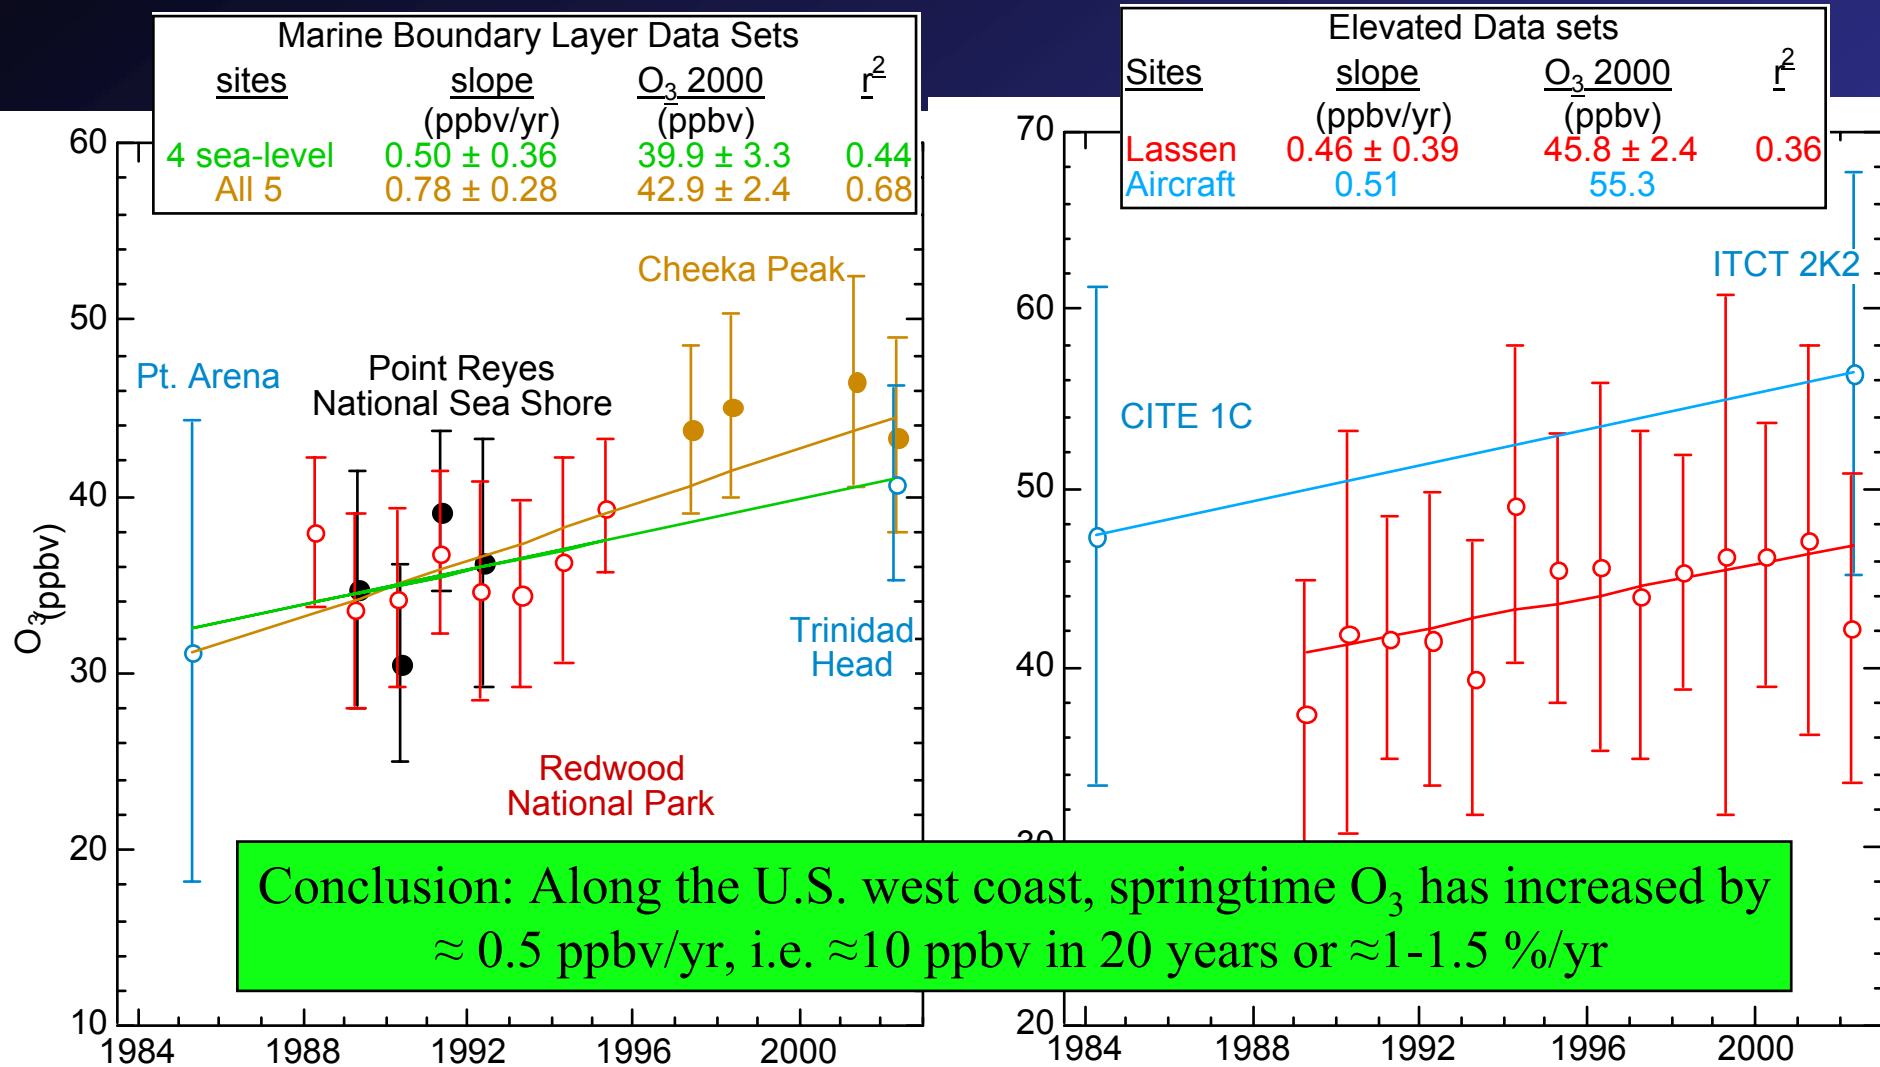 Marine Boundary Layer Data Sets
sites slope O3 2000 r2
(ppbv/yr) (ppbv)
4 sea-level 0.50 ± 0.36 39.9 ± 3.3 0.44
All 5 0.78 ± 0.28 42.9 ± 2.4 0.68
Elevated Data sets
Sites slope O3 2000 r2
(ppbv/yr) (ppbv)
Lassen 0.46 ± 0.39 45.8 ± 2.4 0.36
Aircraft 0.51 55.3
60
50
40
30
20
10
O3 (ppbv)
Cheeka Peak
Pt. Arena
Point Reyes
National Sea Shore
Trinidad
Head
Redwood
National Park
1984 1988 1992 1996 2000
70
60
50
40
30
20
ITCT 2K2
CITE 1C
1984 1988 1992 1996 2000
Conclusion: Along the U.S. west coast, springtime O3 has increased by
≈ 0.5 ppbv/yr, i.e. ≈10 ppbv in 20 years or ≈1-1.5 %/yr